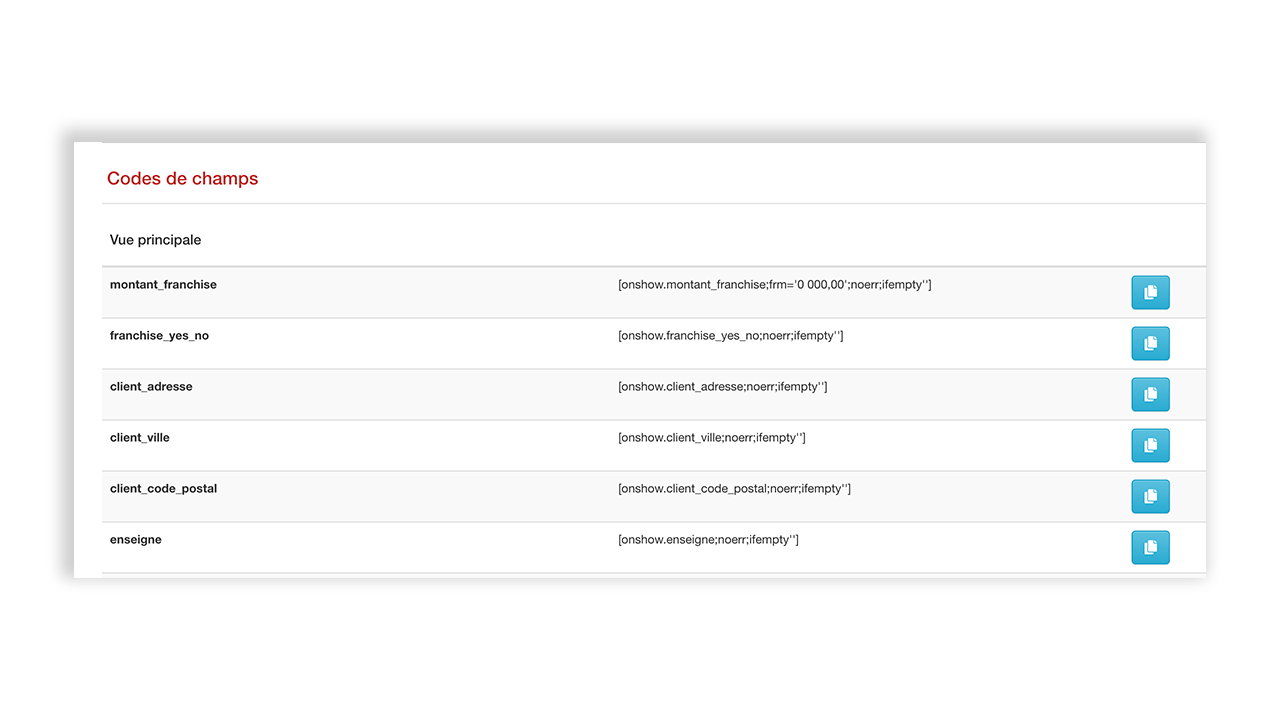 Codes de champs
Vue principale
montant_franchise [onshow.montant_franchise;frm='0 000,00';noerr;ifempty'']
franchise_yes_no [onshow.franchise_yes_no;noerr;ifempty'']
client_adresse [onshow.client_adresse;noerr;ifempty'']
client_ville [onshow.client_ville;noerr;ifempty'']
client_code_postal [onshow.client_code_postal;noerr;ifempty'']
enseigne [onshow.enseigne;noerr;ifempty'']